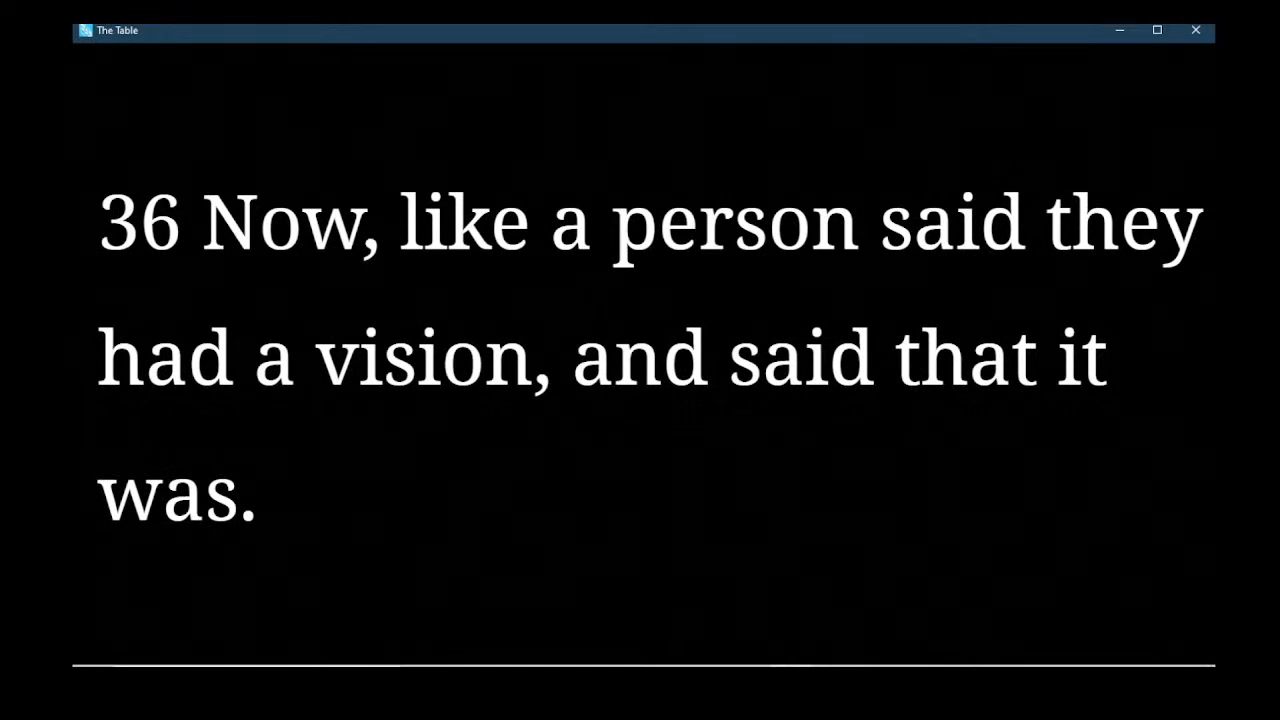 The Table
36 Now, like a person said they
had a vision, and said that it
was.